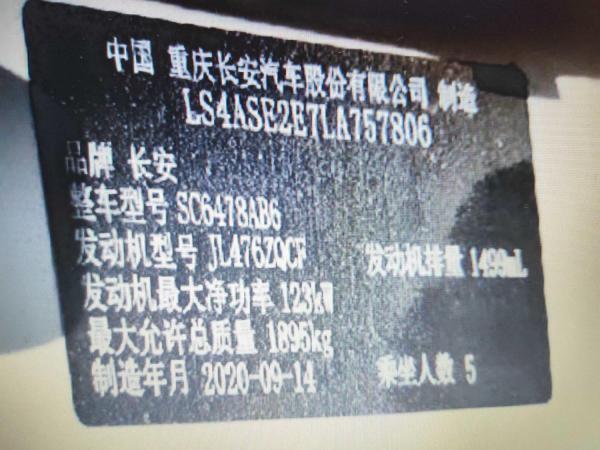 中国 重庆长安汽车股份有限公司 制造
LS4ASE2E7LA757806
品牌 长安
整车型号 SC6478AB6
发动机型号 JL476ZQCF 发动机排量 1499mL
发动机最大净功率 123kW
最大允许总质量 1895kg
制造年月 2020-09-14 乘坐人数 5